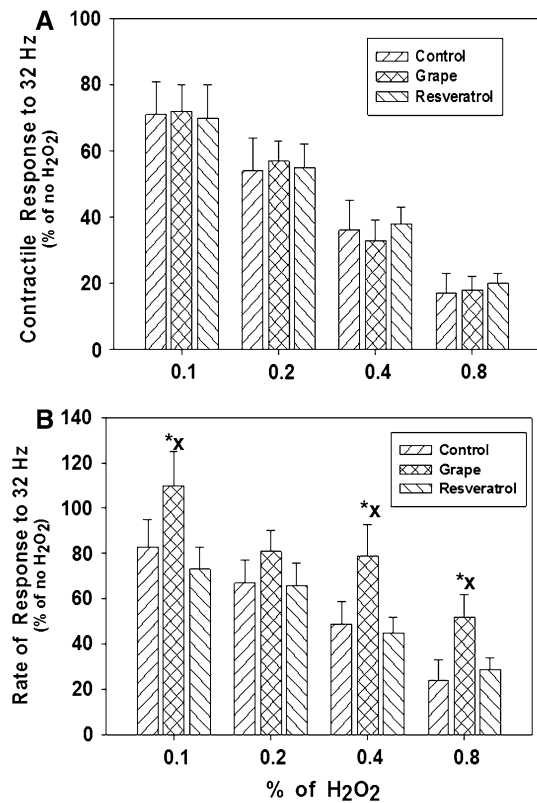 A
Contractile Response to 32 Hz
(% of no H2O2)
100
80
60
40
20
0
Control
Grape
Resveratrol
0.1 0.2 0.4 0.8
B
Rate of Response to 32 Hz
(% of no H2O2)
140
120
100
80
60
40
20
0
*x
*x
*x
Control
Grape
Resveratrol
0.1 0.2 0.4 0.8
% of H2O2